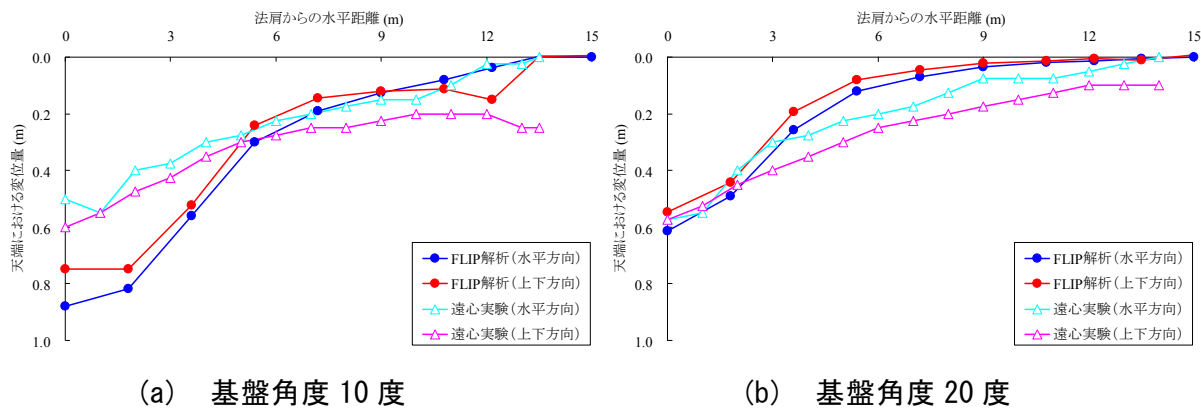 法肩からの水平距離 (m)
0 3 6 9 12 15
0.0
0.2
0.4
0.6
0.8
1.0
天端における変位量 (m)
FLIP解析(水平方向)
FLIP解析(上下方向)
遠心実験(水平方向)
遠心実験(上下方向)
(a) 基盤角度 10 度
法肩からの水平距離 (m)
0 3 6 9 12 15
0.0
0.2
0.4
0.6
0.8
1.0
天端における変位量 (m)
FLIP解析(水平方向)
FLIP解析(上下方向)
遠心実験(水平方向)
遠心実験(上下方向)
(b) 基盤角度 20 度